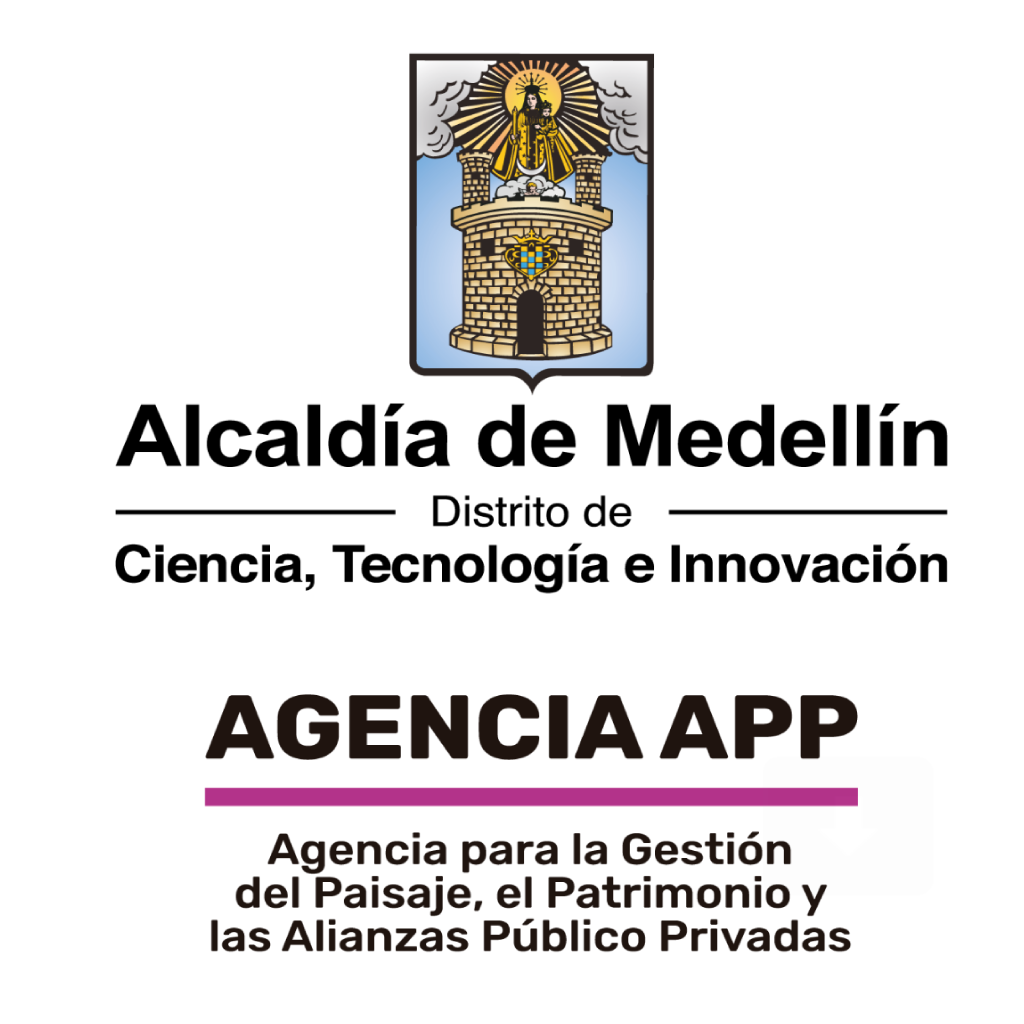 Alcaldía de Medellín
Distrito de
Ciencia, Tecnología e Innovación
AGENCIA APP
Agencia para la Gestión
del Paisaje, el Patrimonio y
las Alianzas Público Privadas